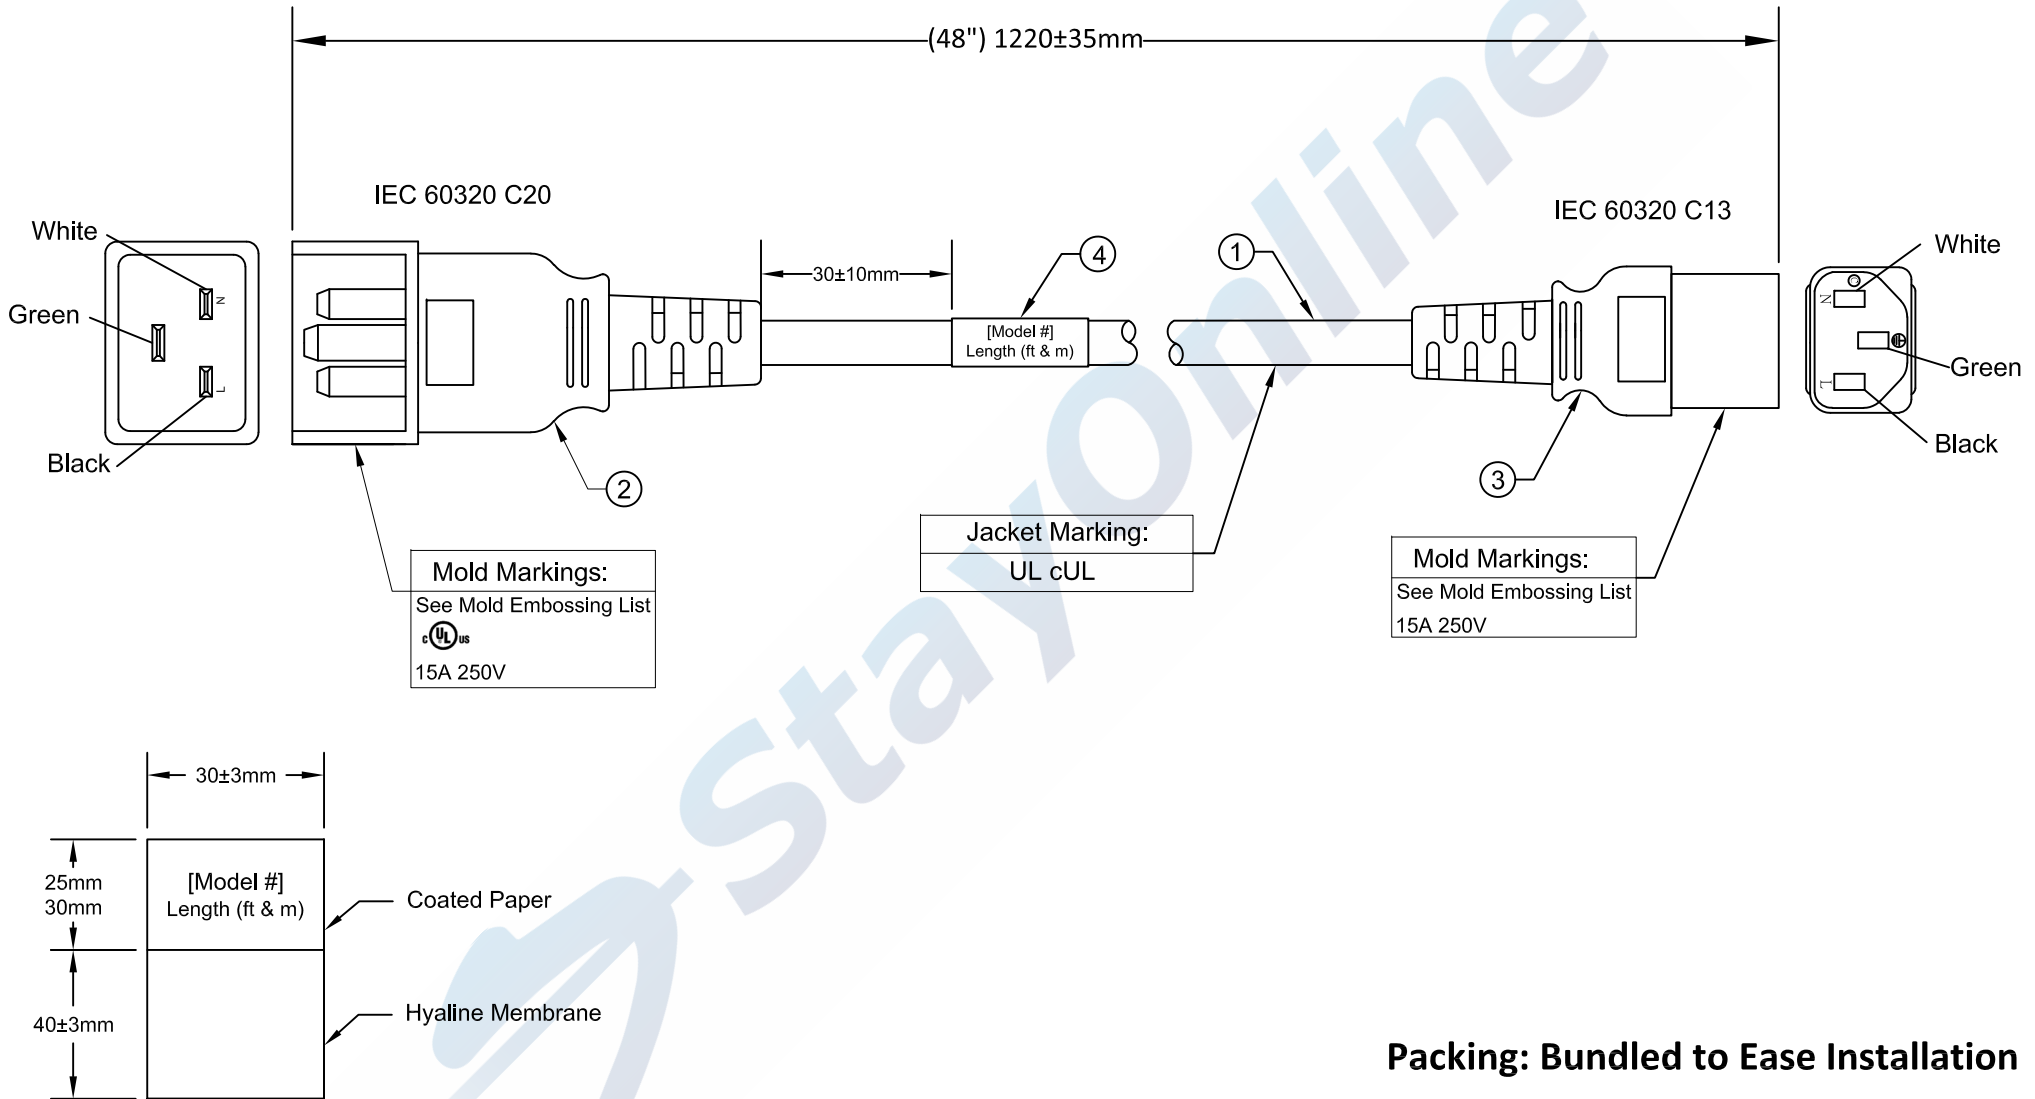 (48") 1220±35mm
IEC 60320 C20
IEC 60320 C13
White
Green
Black
N
L
30±10mm
4
1
[Model #]
Length (ft & m)
N
L
White
Green
Black
2
3
Mold Markings:
See Mold Embossing List
c UL us
15A 250V
Jacket Marking:
UL cUL
Mold Markings:
See Mold Embossing List
15A 250V
30±3mm
25mm
30mm
[Model #]
Length (ft & m)
Coated Paper
40±3mm
Hyaline Membrane
StayOnline
Packing: Bundled to Ease Installation